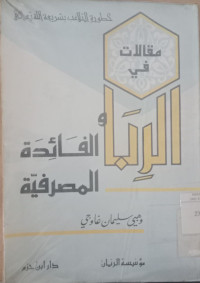 مقالات
في
الربا
و
الفائدة
المصرفية
وهبي سليمان غاوجي
مؤسسة الريان
دار ابن حزم